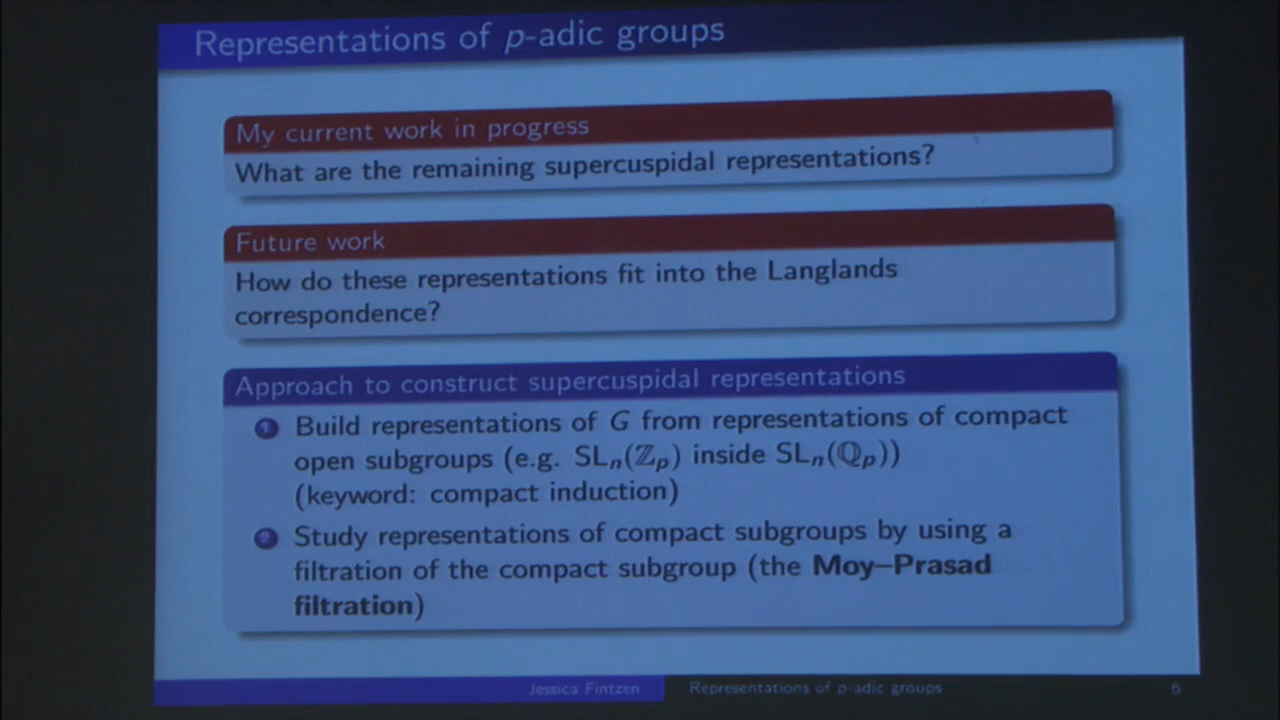 Representations of p-adic groups
My current work in progress
What are the remaining supercuspidal representations?
Future work
How do these representations fit into the Langlands
correspondence?
Approach to construct supercuspidal representations
1 Build representations of G from representations of compact
open subgroups (e.g. SLₙ(ℤₚ) inside SLₙ(ℚₚ))
(keyword: compact induction)
2 Study representations of compact subgroups by using a
filtration of the compact subgroup (the Moy–Prasad
filtration)
Jessica Fintzen Representations of p-adic groups 6